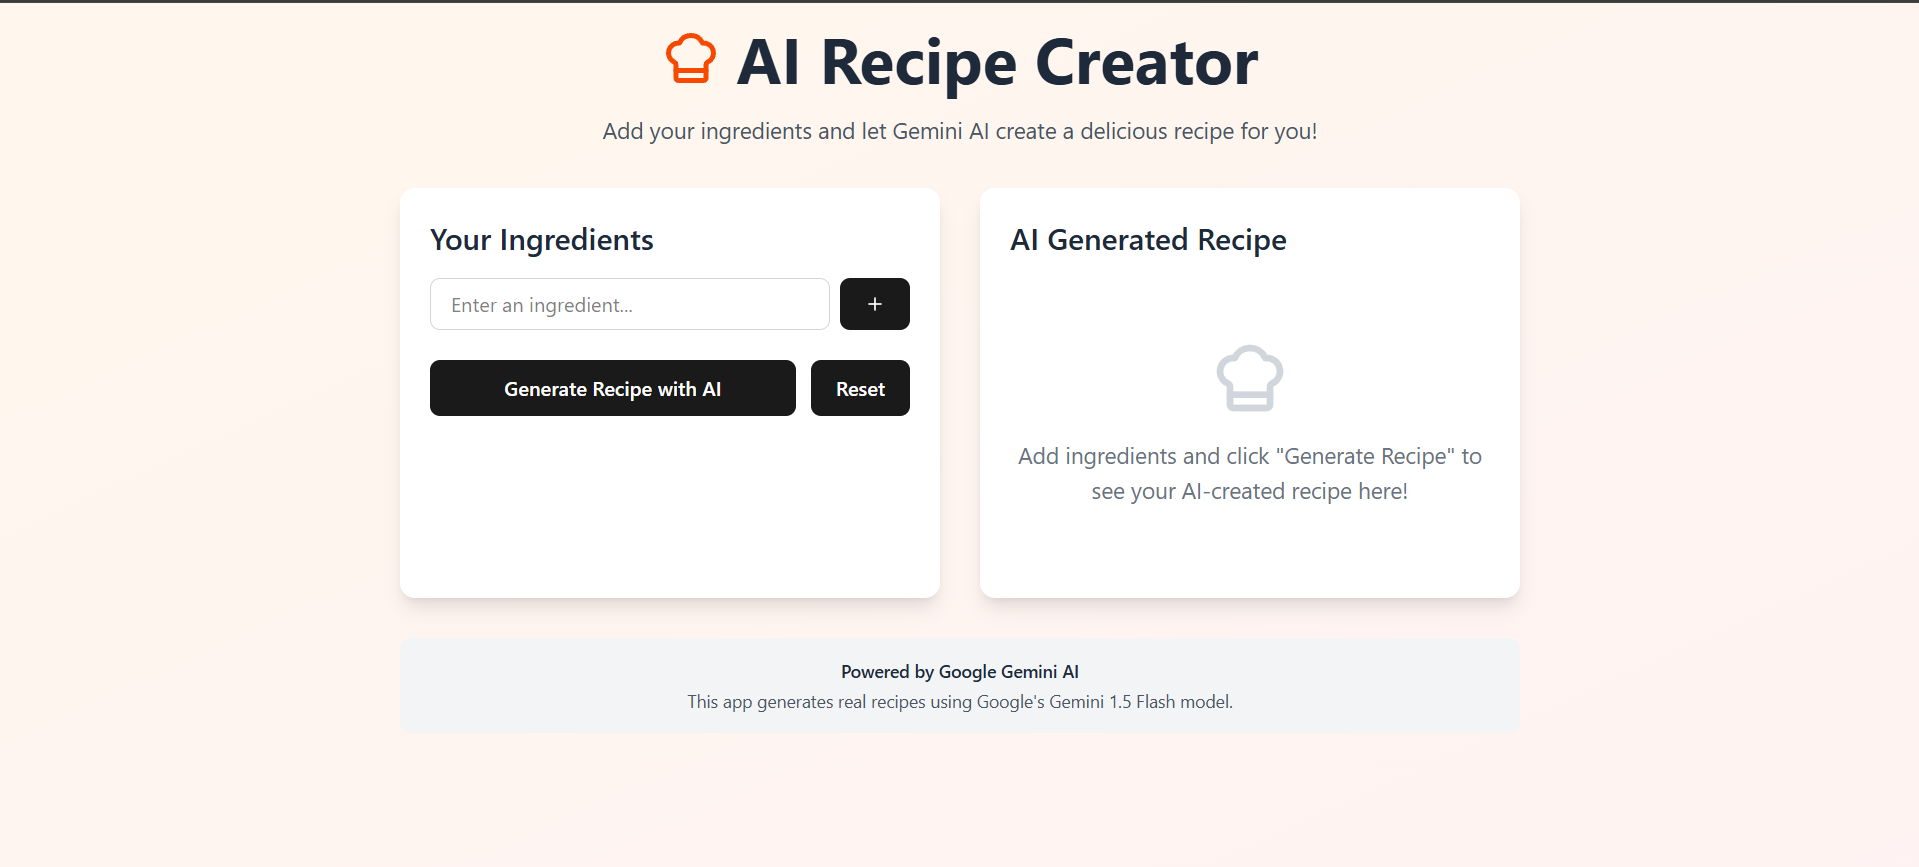 AI Recipe Creator
Add your ingredients and let Gemini AI create a delicious recipe for you!
Your Ingredients
Enter an ingredient...
+
Generate Recipe with AI
Reset
AI Generated Recipe
Add ingredients and click "Generate Recipe" to
see your AI-created recipe here!
Powered by Google Gemini AI
This app generates real recipes using Google's Gemini 1.5 Flash model.